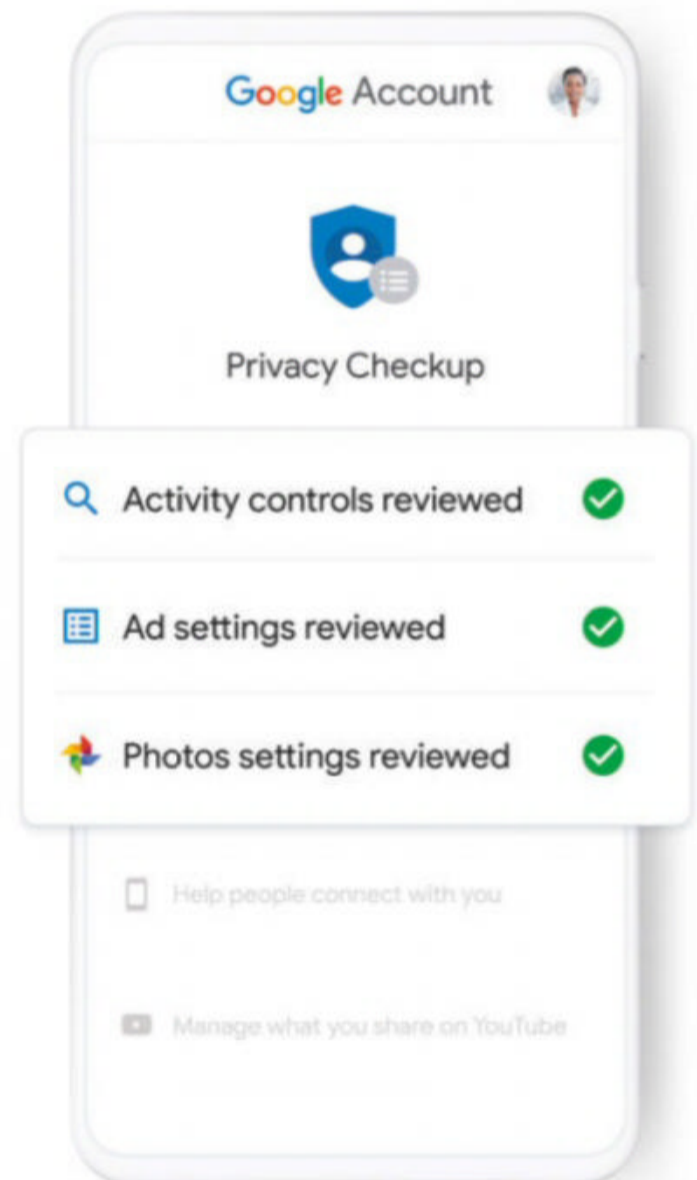 Google Account
Privacy Checkup
Activity controls reviewed
Ad settings reviewed
Photos settings reviewed
Help people connect with you
Manage what you share on YouTube